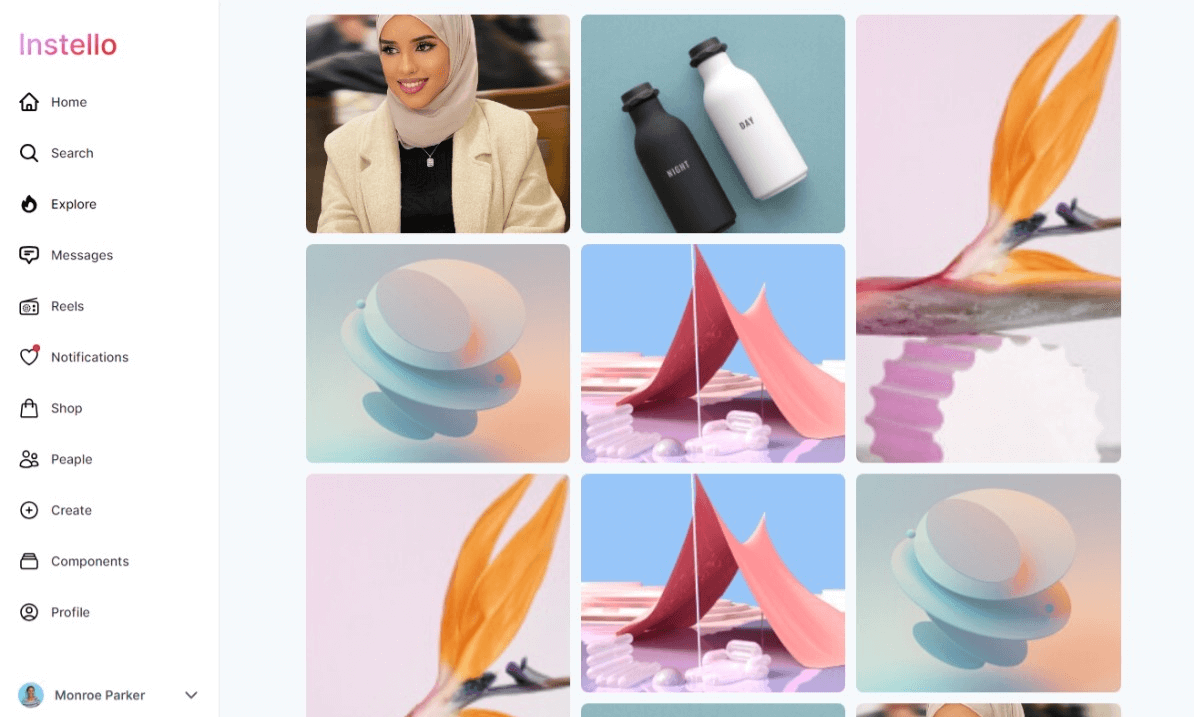 Instello
Home
Search
Explore
Messages
Reels
Notifications
Shop
Peaple
Create
Components
Profile
Monroe Parker
NIGHT
DAY